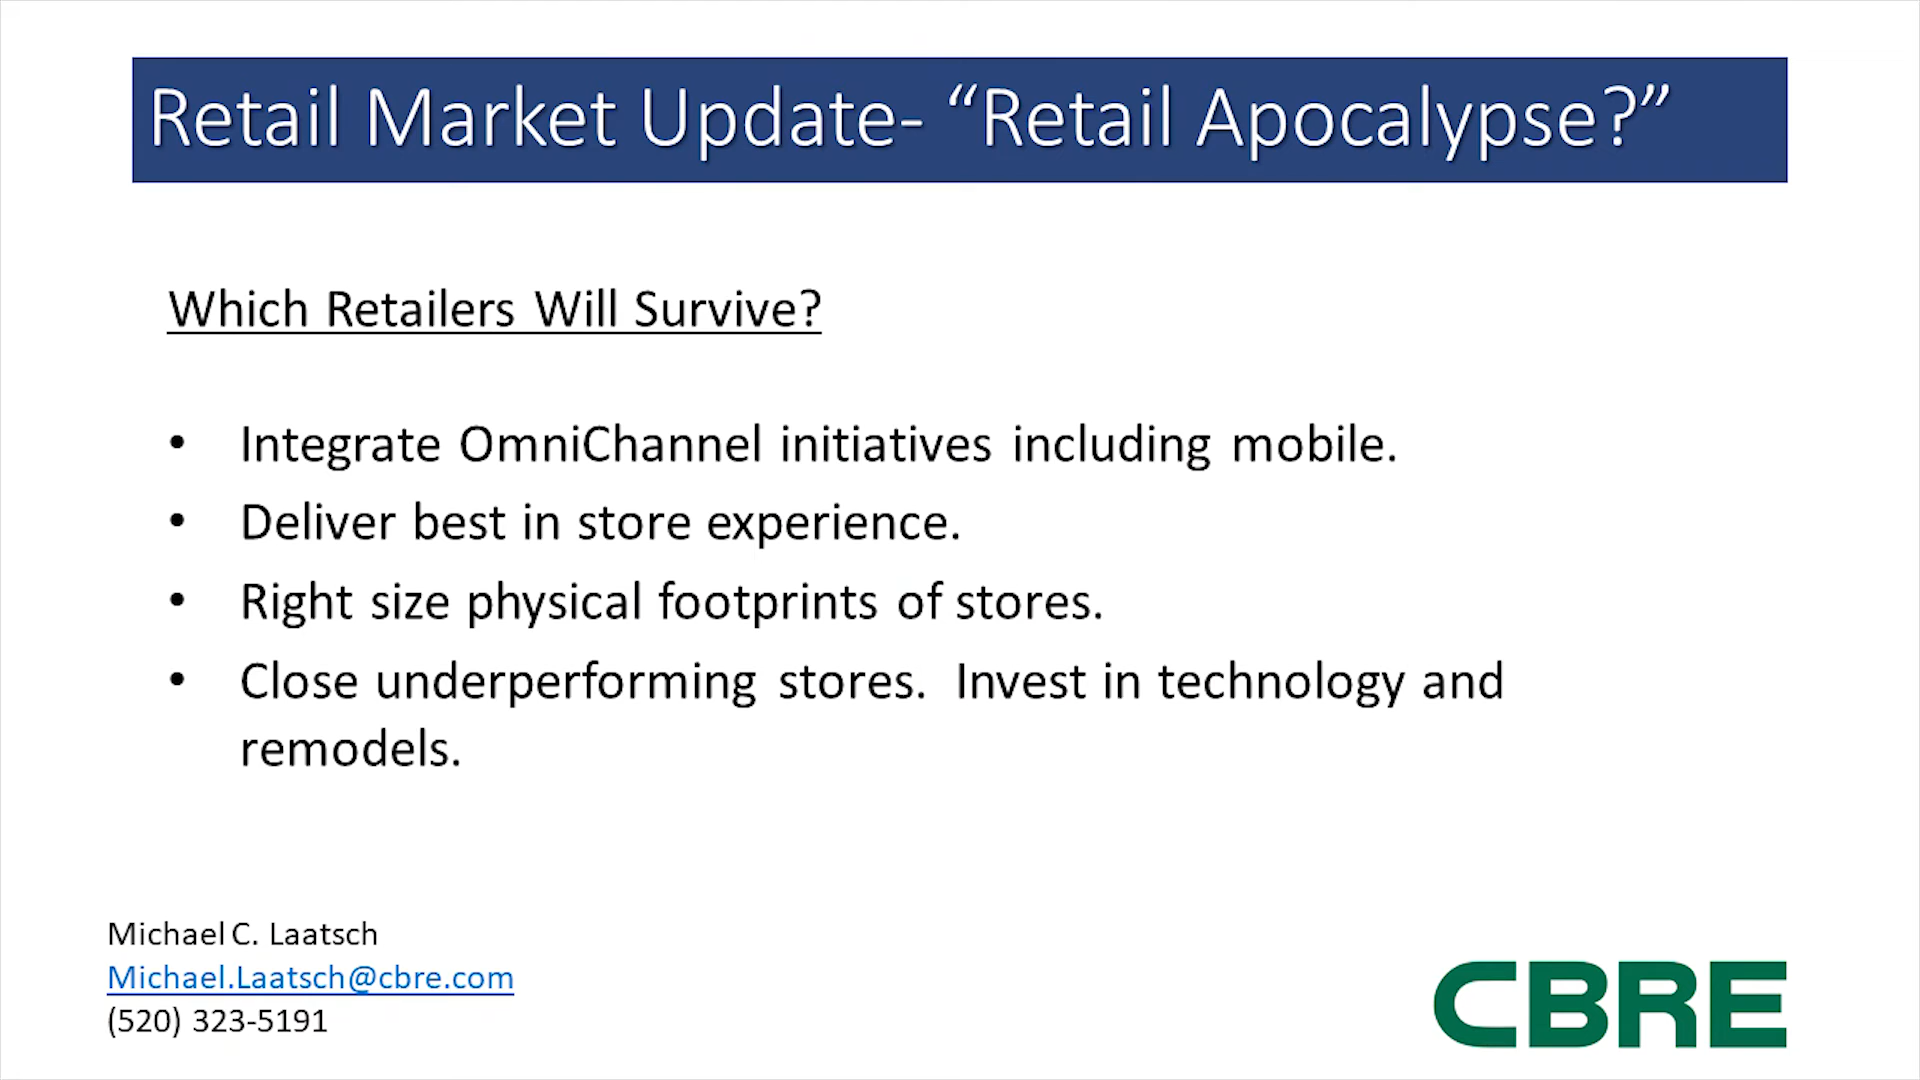 Retail Market Update- “Retail Apocalypse?”
Which Retailers Will Survive?
• Integrate OmniChannel initiatives including mobile.
• Deliver best in store experience.
• Right size physical footprints of stores.
• Close underperforming stores.  Invest in technology and
remodels.
Michael C. Laatsch
Michael.Laatsch@cbre.com
(520) 323-5191
CBRE